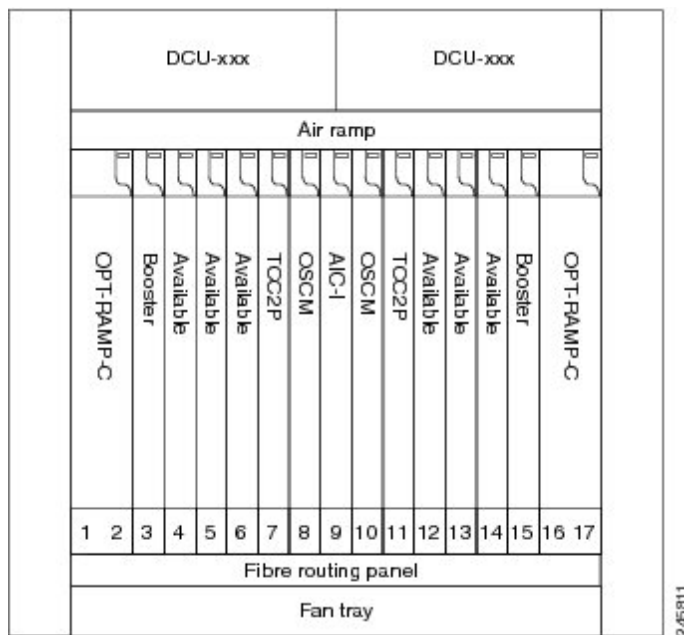 DCU-xxx DCU-xxx
Air ramp
OPT-RAMP-C
Booster
Available
Available
Available
TCC2P
OSCM
AIC-I
OSCM
TCC2P
Available
Available
Available
Booster
OPT-RAMP-C
1 2 3 4 5 6 7 8 9 10 11 12 13 14 15 16 17
Fibre routing panel
Fan tray
245811